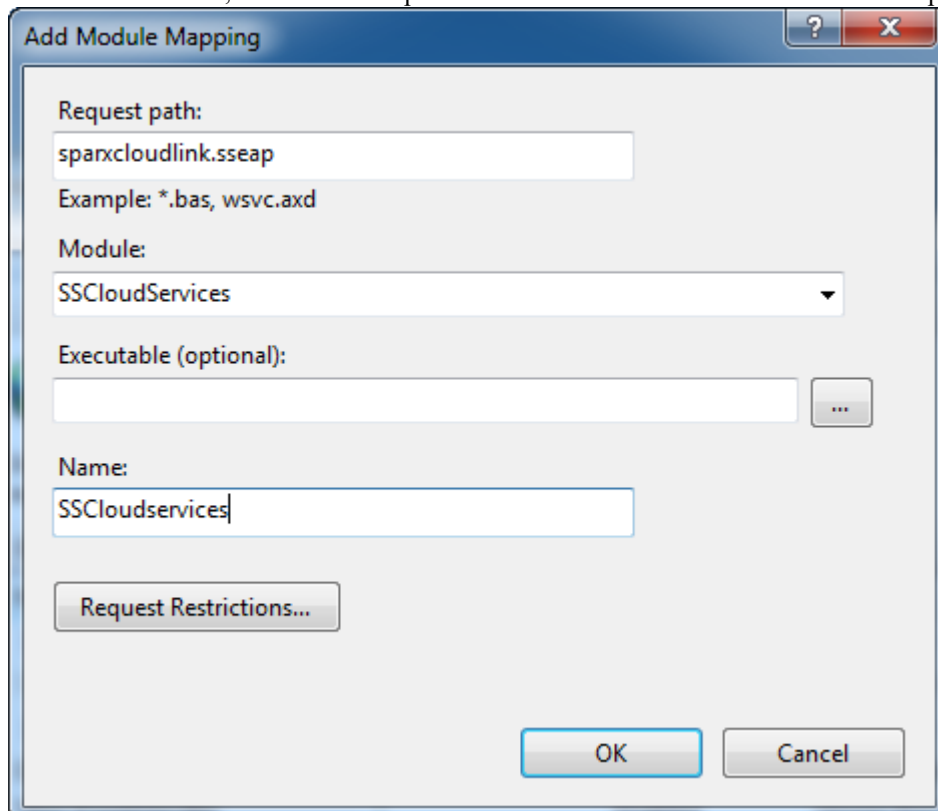 Add Module Mapping
?
X
Request path:
sparxcloudlink.sseap
Example: *.bas, wsvc.axd
Module:
SSCloudServices
Executable (optional):
...
Name:
SSCloudservices
Request Restrictions...
OK Cancel